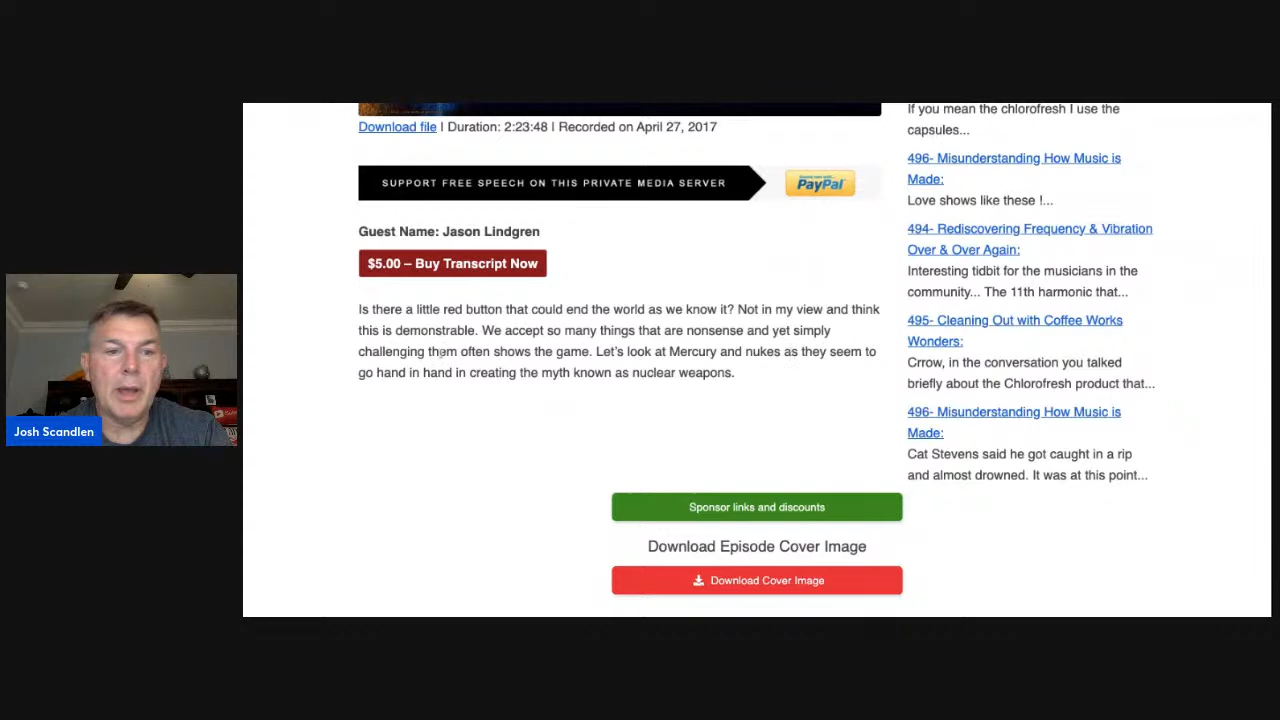 Download file | Duration: 2:23:48 | Recorded on April 27, 2017
SUPPORT FREE SPEECH ON THIS PRIVATE MEDIA SERVER
PayPal
Guest Name: Jason Lindgren
$5.00 – Buy Transcript Now
Is there a little red button that could end the world as we know it? Not in my view and think
this is demonstrable. We accept so many things that are nonsense and yet simply
challenging them often shows the game. Let's look at Mercury and nukes as they seem to
go hand in hand in creating the myth known as nuclear weapons.
Sponsor links and discounts
Download Episode Cover Image
Download Cover Image
If you mean the chlorofresh I use the
capsules...
496- Misunderstanding How Music is
Made:
Love shows like these !...
494- Rediscovering Frequency & Vibration
Over & Over Again:
Interesting tidbit for the musicians in the
community... The 11th harmonic that...
495- Cleaning Out with Coffee Works
Wonders:
Crrow, in the conversation you talked
briefly about the Chlorofresh product that...
496- Misunderstanding How Music is
Made:
Cat Stevens said he got caught in a rip
and almost drowned. It was at this point...
Josh Scandlen